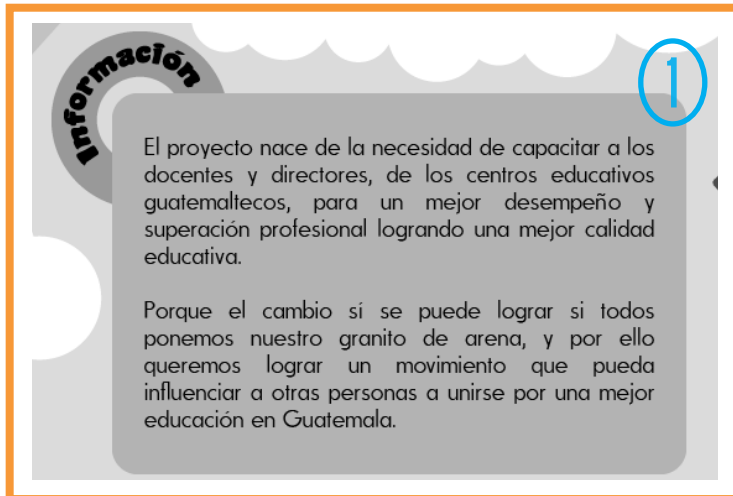 Información
1
El proyecto nace de la necesidad de capacitar a los
docentes y directores, de los centros educativos
guatemaltecos, para un mejor desempeño y
superación profesional logrando una mejor calidad
educativa.
Porque el cambio sí se puede lograr si todos
ponemos nuestro granito de arena, y por ello
queremos lograr un movimiento que pueda
influenciar a otras personas a unirse por una mejor
educación en Guatemala.